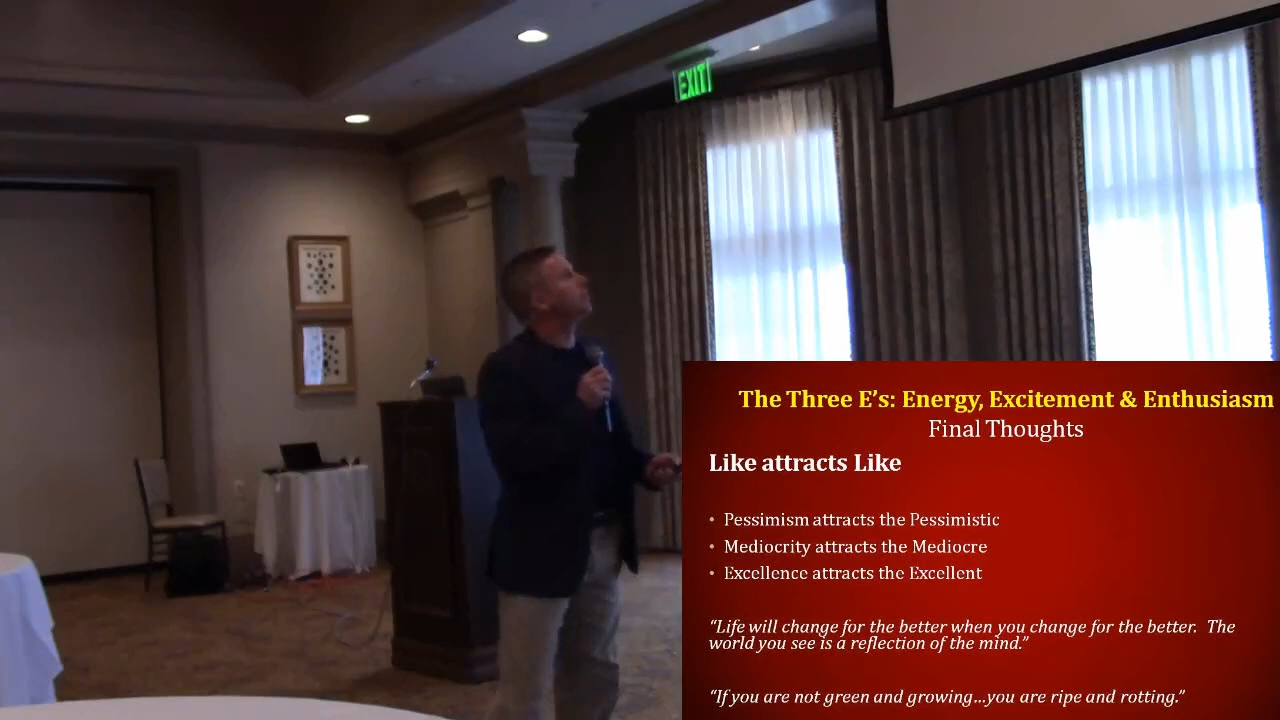 EXIT
The Three E's: Energy, Excitement & Enthusiasm
Final Thoughts
Like attracts Like
• Pessimism attracts the Pessimistic
• Mediocrity attracts the Mediocre
• Excellence attracts the Excellent
“Life will change for the better when you change for the better.  The
world you see is a reflection of the mind.”
“If you are not green and growing...you are ripe and rotting.”